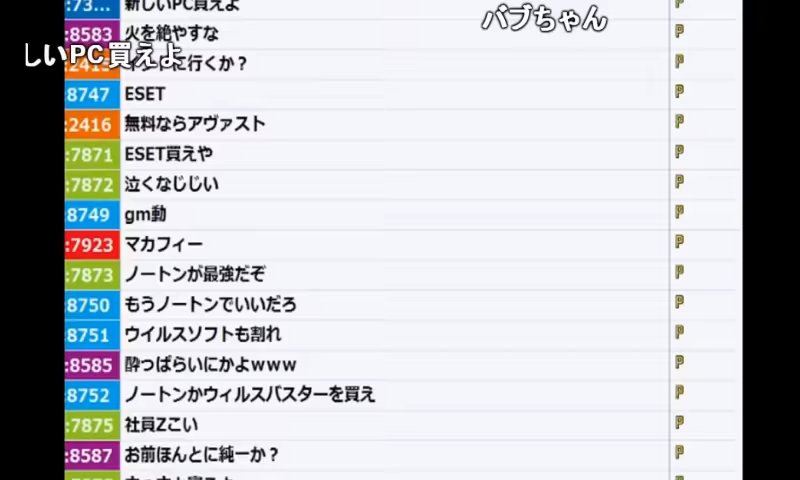 :73... 新しいPC買えよ
バブちゃん
:8583 火を絶やすな
しいPC買えよ
:2415 インドに行くか？
:8747 ESET
:2416 無料ならアヴァスト
:7871 ESET買えや
:7872 泣くなじじい
:8749 gm動
:7923 マカフィー
:7873 ノートンが最強だぞ
:8750 もうノートンでいいだろ
:8751 ウイルスソフトも割れ
:8585 酔っぱらいにかよwww
:8752 ノートンかウィルスバスターを買え
:7875 社員Zこい
:8587 お前ほんとに純一か？